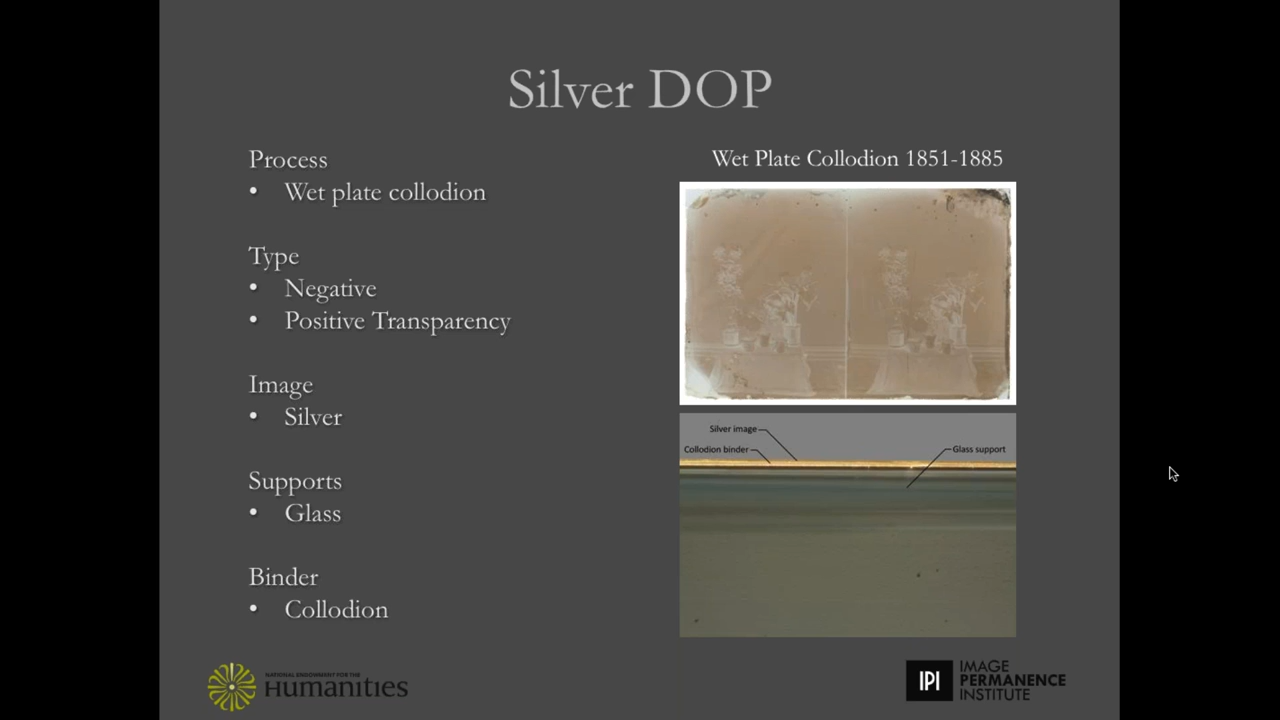 Silver DOP
Process
• Wet plate collodion
Type
• Negative
• Positive Transparency
Image
• Silver
Supports
• Glass
Binder
• Collodion
Wet Plate Collodion 1851-1885
Silver image
Collodion binder
Glass support
NATIONAL ENDOWMENT FOR THE
Humanities
IPI
IMAGE
PERMANENCE
INSTITUTE